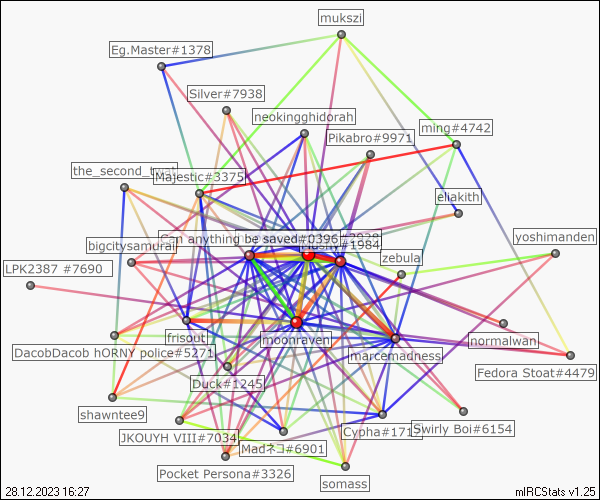 mukszi
Eg.Master#1378
Silver#7938
neokingghidorah
Pikabro#9971
ming#4742
the_second_
Majestic#3375
eliakith
bigcitysamurai
Can anything be saved#0396
#1984
yoshimanden
LPK2387 #7690
zebula
frisout
moonraven
normalwan
DacobDacob hORNY police#5271
marcemadness
Duck#1245
Fedora Stoat#4479
shawntee9
JKOUYH VIII#7034
Cypha#1717
Swirly Boi#6154
Madネコ#6901
Pocket Persona#3326
somass
28.12.2023 16:27
mIRCStats v1.25